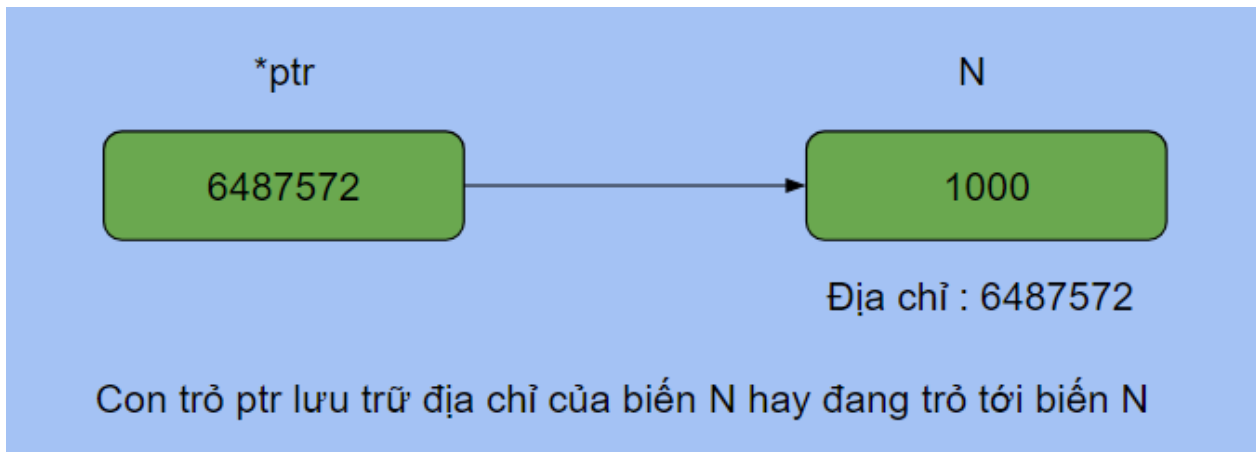 *ptr N
6487572 1000
Địa chỉ : 6487572
Con trỏ ptr lưu trữ địa chỉ của biến N hay đang trỏ tới biến N